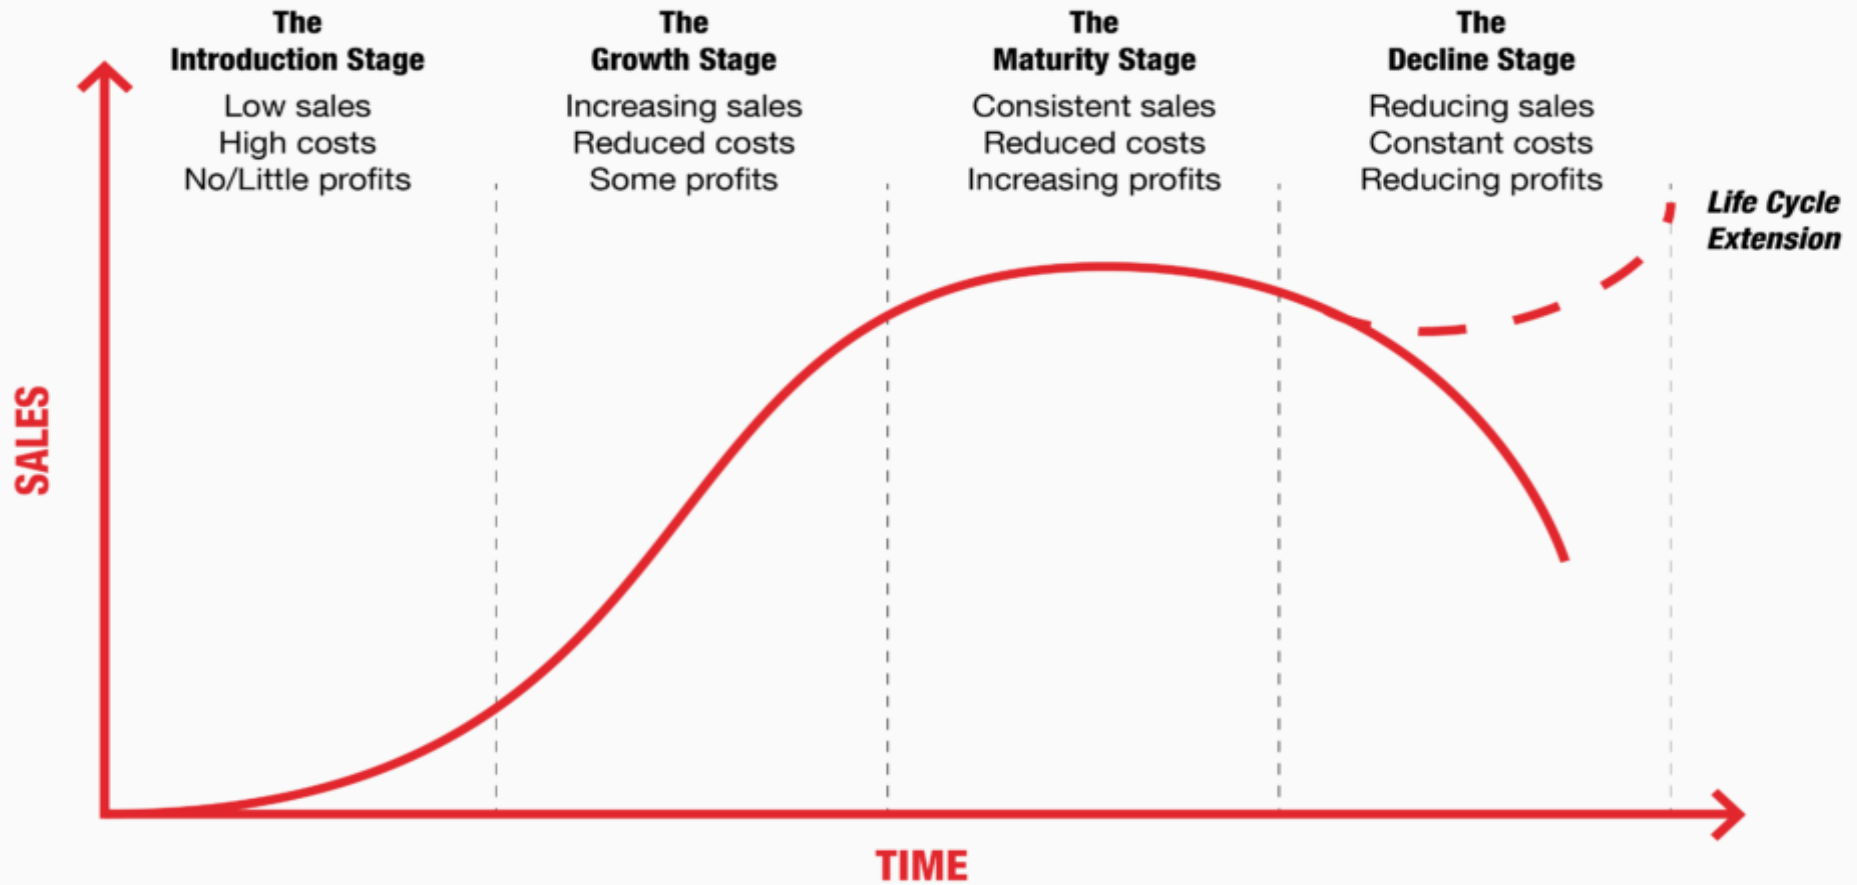 The
Introduction Stage
Low sales
High costs
No/Little profits
The
Growth Stage
Increasing sales
Reduced costs
Some profits
The
Maturity Stage
Consistent sales
Reduced costs
Increasing profits
The
Decline Stage
Reducing sales
Constant costs
Reducing profits
Life Cycle
Extension
SALES
TIME